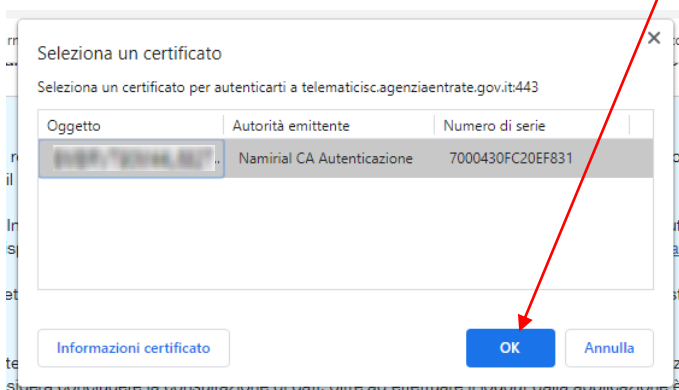 Seleziona un certificato
Seleziona un certificato per autenticarti a telematicisc.agenziaentrate.gov.it:443
Oggetto Autorità emittente Numero di serie
Namirial CA Autenticazione 7000430FC20EF831
Informazioni certificato OK Annulla